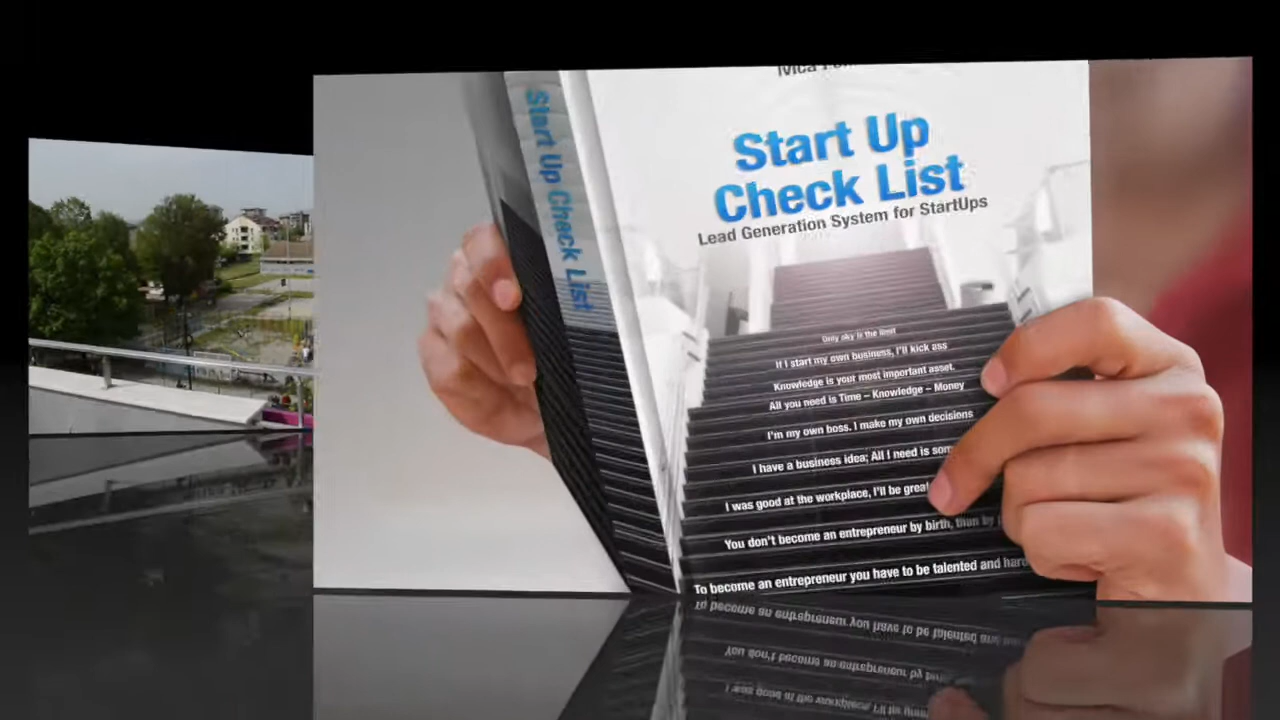 Start Up
Check List
Lead Generation System for StartUps
Start Up Check List
Only sky is the limit
If I start my own business, I'll kick ass
Knowledge is your most important asset.
All you need is Time – Knowledge – Money
I'm my own boss. I make my own decisions
I have a business idea; All I need is
I was good at the workplace, I'll be
You don't become an entrepreneur by birth, than by
To become an entrepreneur you have to be talented and